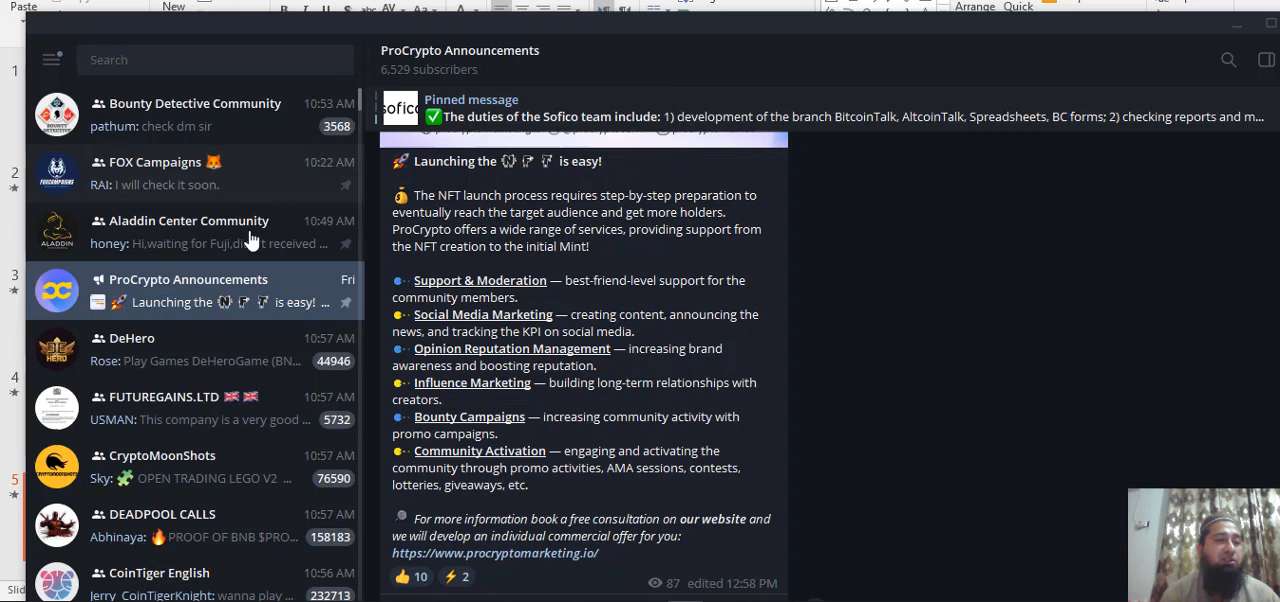 Paste
New
Arrange
Quick
Search
ProCrypto Announcements
6,529 subscribers
Pinned message
✅The duties of the Sofico team include: 1) development of the branch BitcoinTalk, AltcoinTalk, Spreadsheets, BC forms; 2) checking reports and m...
1
2
3
4
5
Bounty Detective Community 10:53 AM
pathum: check dm sir 3568
FOX Campaigns 🦊 10:22 AM
RAI: I will check it soon.
Aladdin Center Community 10:49 AM
honey: Hi,waiting for Fuji, received ...
ProCrypto Announcements Fri
🚀 Launching the N F T is easy! ...
DeHero 10:57 AM
Rose: Play Games DeHeroGame (BN... 44946
FUTUREGAINS.LTD 🇬🇧 🇬🇧 10:57 AM
USMAN: This company is a very good ... 5732
CryptoMoonShots 10:57 AM
Sky: 🧩 OPEN TRADING LEGO V2 ... 76590
DEADPOOL CALLS 10:57 AM
Abhinaya: 🔥PROOF OF BNB $PRO... 158183
CoinTiger English 10:56 AM
Jerry_CoinTigerKnight: wanna play ... 232713
🚀 Launching the N F T is easy!
💰 The NFT launch process requires step-by-step preparation to
eventually reach the target audience and get more holders.
ProCrypto offers a wide range of services, providing support from
the NFT creation to the initial Mint!
Support & Moderation — best-friend-level support for the
community members.
Social Media Marketing — creating content, announcing the
news, and tracking the KPI on social media.
Opinion Reputation Management — increasing brand
awareness and boosting reputation.
Influence Marketing — building long-term relationships with
creators.
Bounty Campaigns — increasing community activity with
promo campaigns.
Community Activation — engaging and activating the
community through promo activities, AMA sessions, contests,
lotteries, giveaways, etc.
For more information book a free consultation on our website and
we will develop an individual commercial offer for you:
https://www.procryptomarketing.io/
👍 10 ⚡ 2
87 edited 12:58 PM